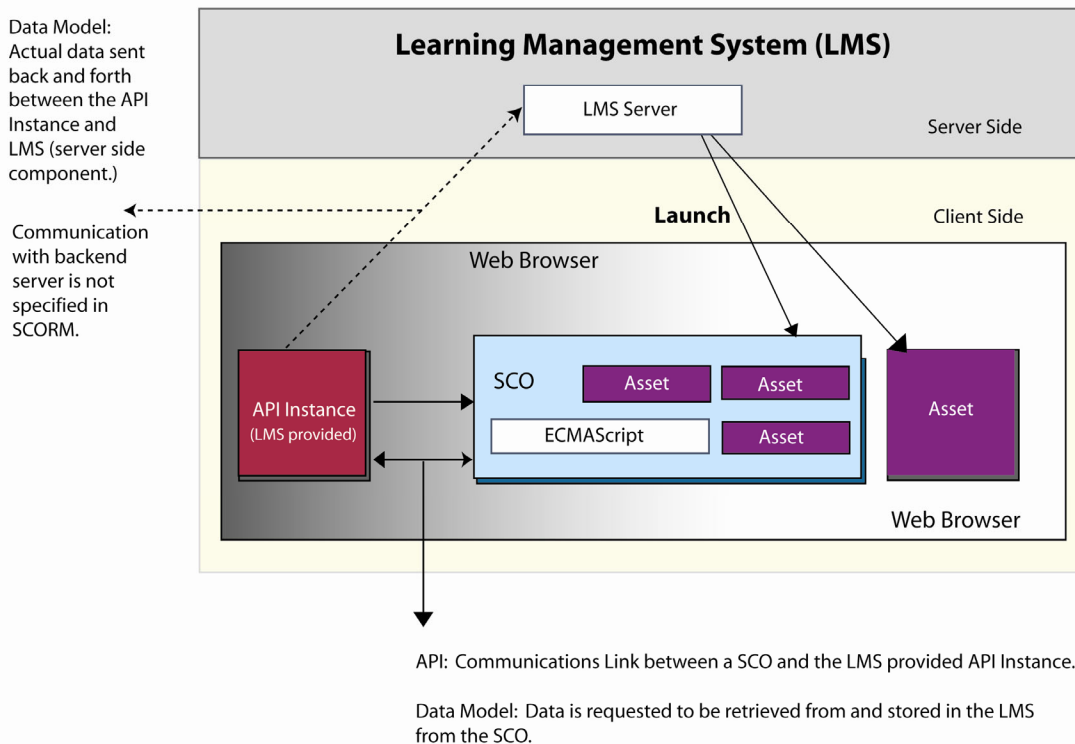 Data Model:
Actual data sent
back and forth
between the API
Instance and
LMS (server side
component.)
Communication
with backend
server is not
specified in
SCORM.
Learning Management System (LMS)
LMS Server
Server Side
Launch
Client Side
Web Browser
API Instance
(LMS provided)
SCO
Asset
Asset
ECMAScript
Asset
Asset
Web Browser
API: Communications Link between a SCO and the LMS provided API Instance.
Data Model: Data is requested to be retrieved from and stored in the LMS
from the SCO.